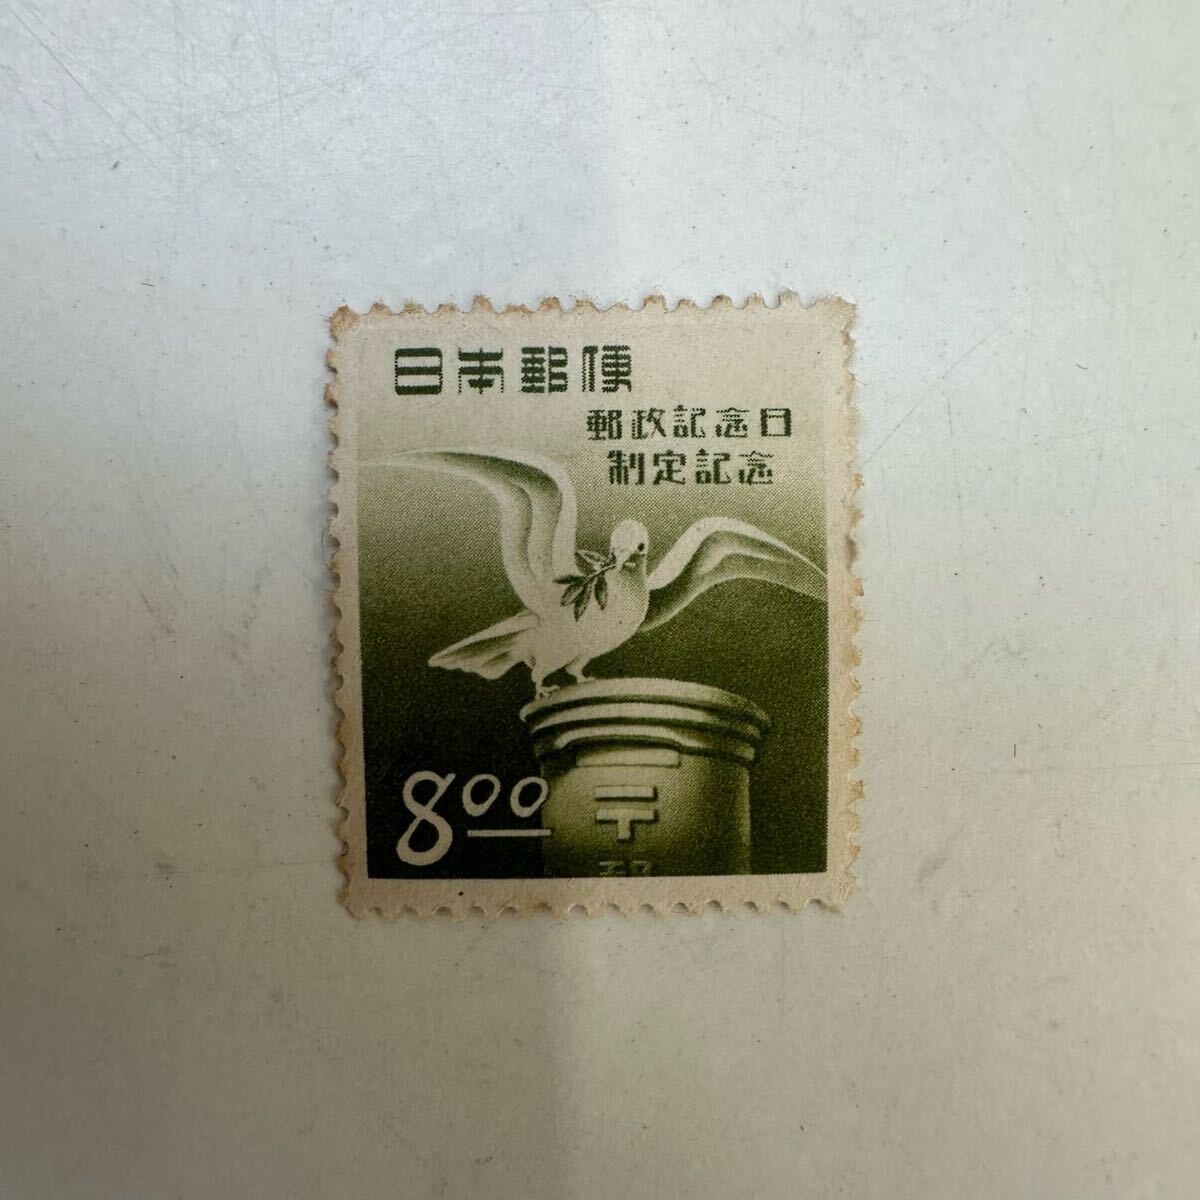 日本郵便
郵政記念日
制定記念
8.00
〒